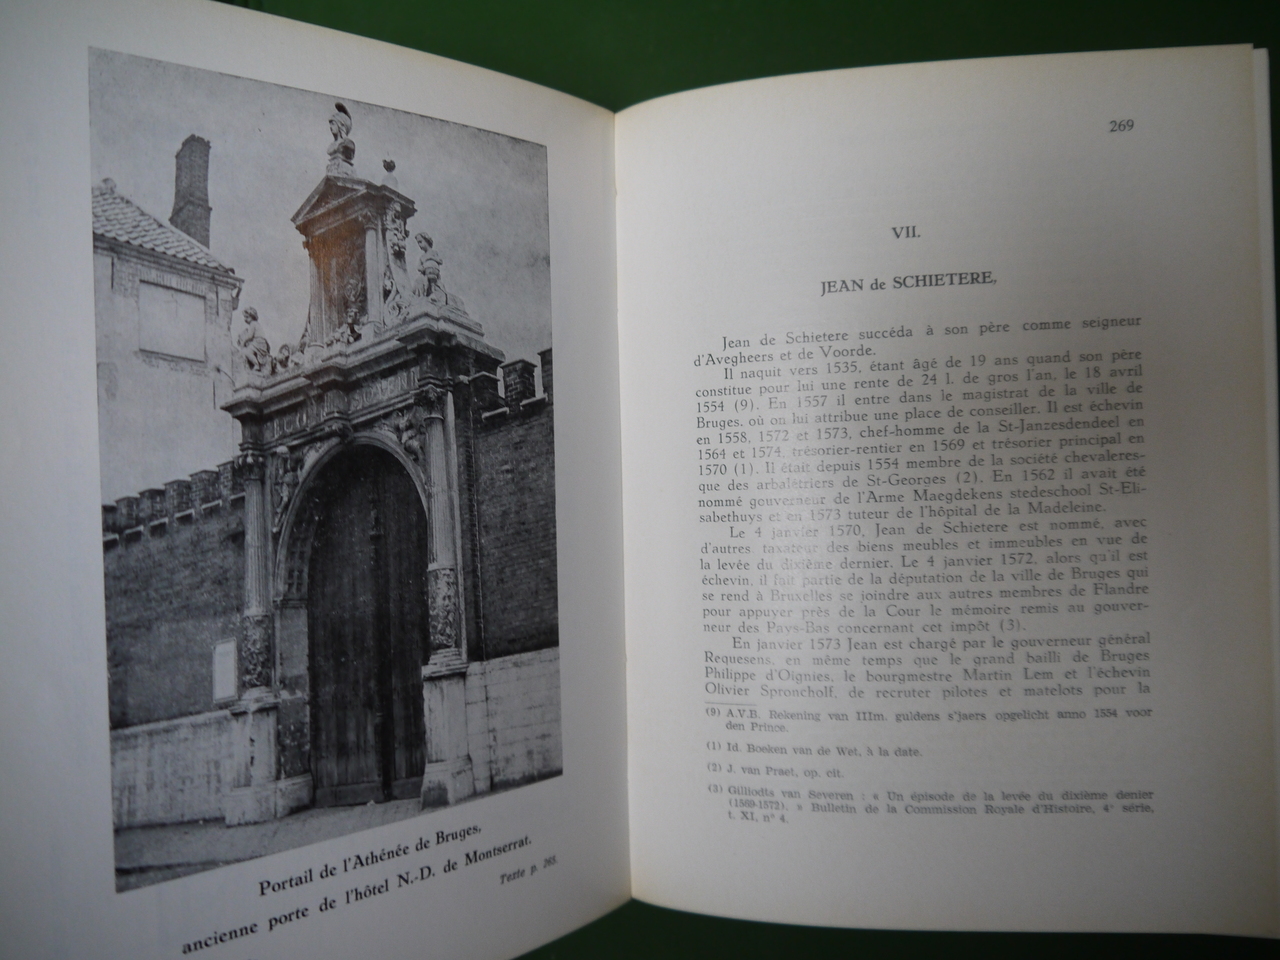 ECOLE MOYENNE
Portail de l'Athénée de Bruges,
ancienne porte de l'hôtel N.-D. de Montserrat.
Texte p. 265.
269
VII.
JEAN de SCHIETERE,
Jean de Schietere succéda à son père comme seigneur
d'Avegheers et de Voorde.
Il naquit vers 1535, étant âgé de 19 ans quand son père
constitue pour lui une rente de 24 l. de gros l'an, le 18 avril
1554 (9). En 1557 il entre dans le magistrat de la ville de
Bruges, où on lui attribue une place de conseiller. Il est échevin
en 1558, 1572 et 1573, chef-homme de la St-Janzesdendeel en
1564 et 1574, trésorier-rentier en 1569 et trésorier principal en
1570 (1). Il était depuis 1554 membre de la société chevaleres-
que des arbalétriers de St-Georges (2). En 1562 il avait été
nommé gouverneur de l'Arme Maegdekens stedeschool St-Eli-
sabethuys et en 1573 tuteur de l'hôpital de la Madeleine.
Le 4 janvier 1570, Jean de Schietere est nommé, avec
d'autres taxateur des biens meubles et immeubles en vue de
la levée du dixième dernier. Le 4 janvier 1572, alors qu'il est
échevin, il fait partie de la députation de la ville de Bruges qui
se rend à Bruxelles se joindre aux autres membres de Flandre
pour appuyer près de la Cour le mémoire remis au gouver-
neur des Pays-Bas concernant cet impôt (3).
En janvier 1573 Jean est chargé par le gouverneur général
Requesens, en même temps que le grand bailli de Bruges
Philippe d'Oignies, le bourgmestre Martin Lem et l'échevin
Olivier Sproncholf, de recruter pilotes et matelots pour la
(9) A.V.B. Rekening van IIIm. guldens s'jaers opgelicht anno 1554 voor
den Prince.
(1) Id. Boeken van de Wet, à la date.
(2) J. van Praet, op. cit.
(3) Gilliodts van Severen : « Un épisode de la levée du dixième denier
(1569-1572). » Bulletin de la Commission Royale d'Histoire, 4e série,
t. XI, n° 4.